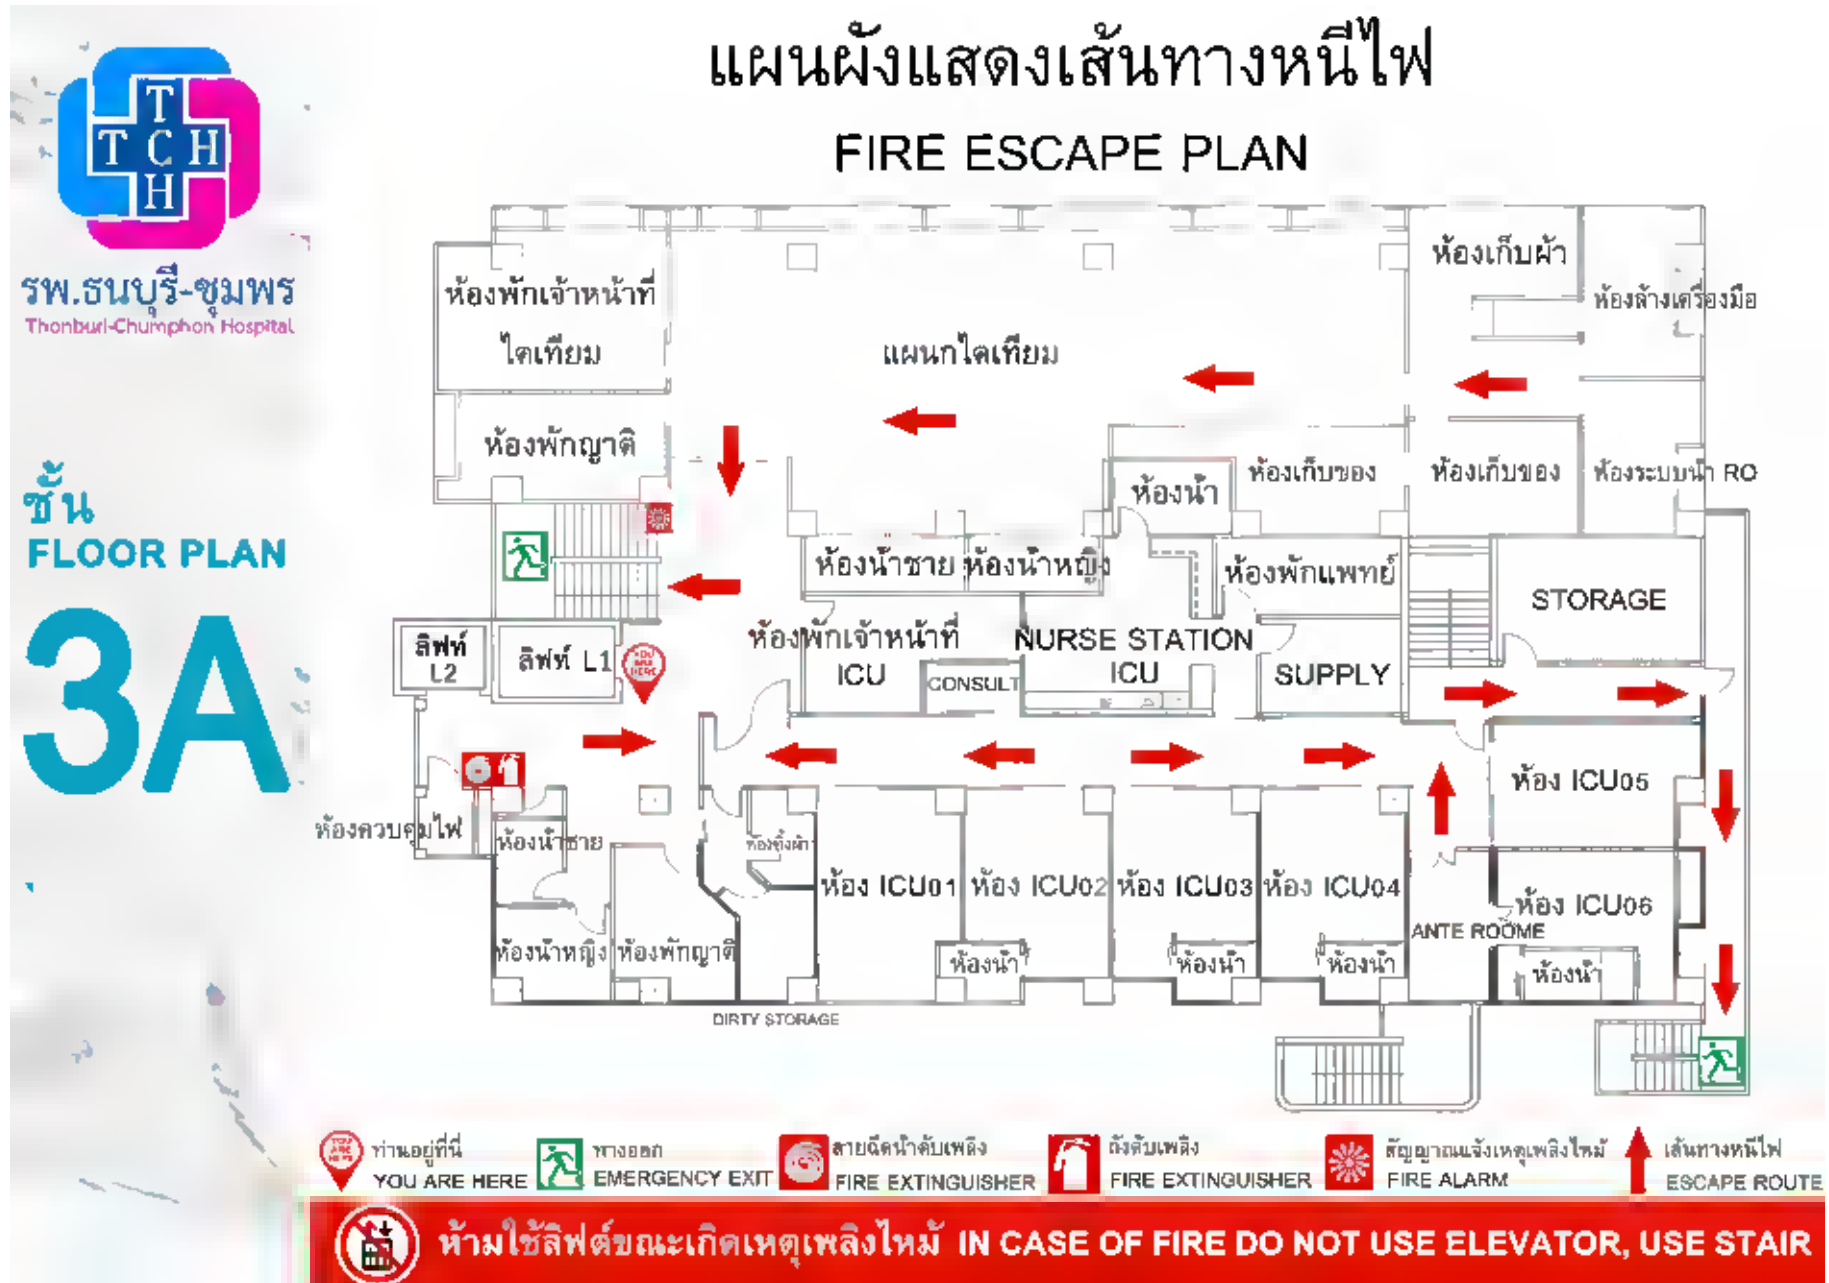 แผนผังแสดงเส้นทางหนีไฟ
FIRE ESCAPE PLAN
T
T C H
H
รพ.ธนบุรี-ชุมพร
Thonburi-Chumphon Hospital
ชั้น
FLOOR PLAN
3A
ห้องพักเจ้าหน้าที่
ไตเทียม
แผนกไตเทียม
ห้องเก็บผ้า
ห้องล้างเครื่องมือ
ห้องพักญาติ
ห้องน้ำ
ห้องเก็บของ
ห้องเก็บของ
ห้องระบบน้ำ RO
ห้องน้ำชาย
ห้องน้ำหญิง
ห้องพักแพทย์
STORAGE
ลิฟท์
L2
ลิฟท์ L1
YOU
ARE
HERE
ห้องพักเจ้าหน้าที่
ICU
CONSULT
NURSE STATION
ICU
SUPPLY
ห้องควบคุมไฟ
ห้องน้ำชาย
ห้องทิ้งผ้า
ห้อง ICU05
ห้อง ICU01
ห้อง ICU02
ห้อง ICU03
ห้อง ICU04
ห้อง ICU06
ANTE ROOME
ห้องน้ำหญิง
ห้องพักญาติ
ห้องน้ำ
ห้องน้ำ
ห้องน้ำ
ห้องน้ำ
DIRTY STORAGE
YOU
ARE
HERE
ท่านอยู่ที่นี่
YOU ARE HERE
ทางออก
EMERGENCY EXIT
สายฉีดน้ำดับเพลิง
FIRE EXTINGUISHER
ถังดับเพลิง
FIRE EXTINGUISHER
สัญญาณแจ้งเหตุเพลิงไหม้
FIRE ALARM
เส้นทางหนีไฟ
ESCAPE ROUTE
ห้ามใช้ลิฟต์ขณะเกิดเหตุเพลิงไหม้ IN CASE OF FIRE DO NOT USE ELEVATOR, USE STAIR